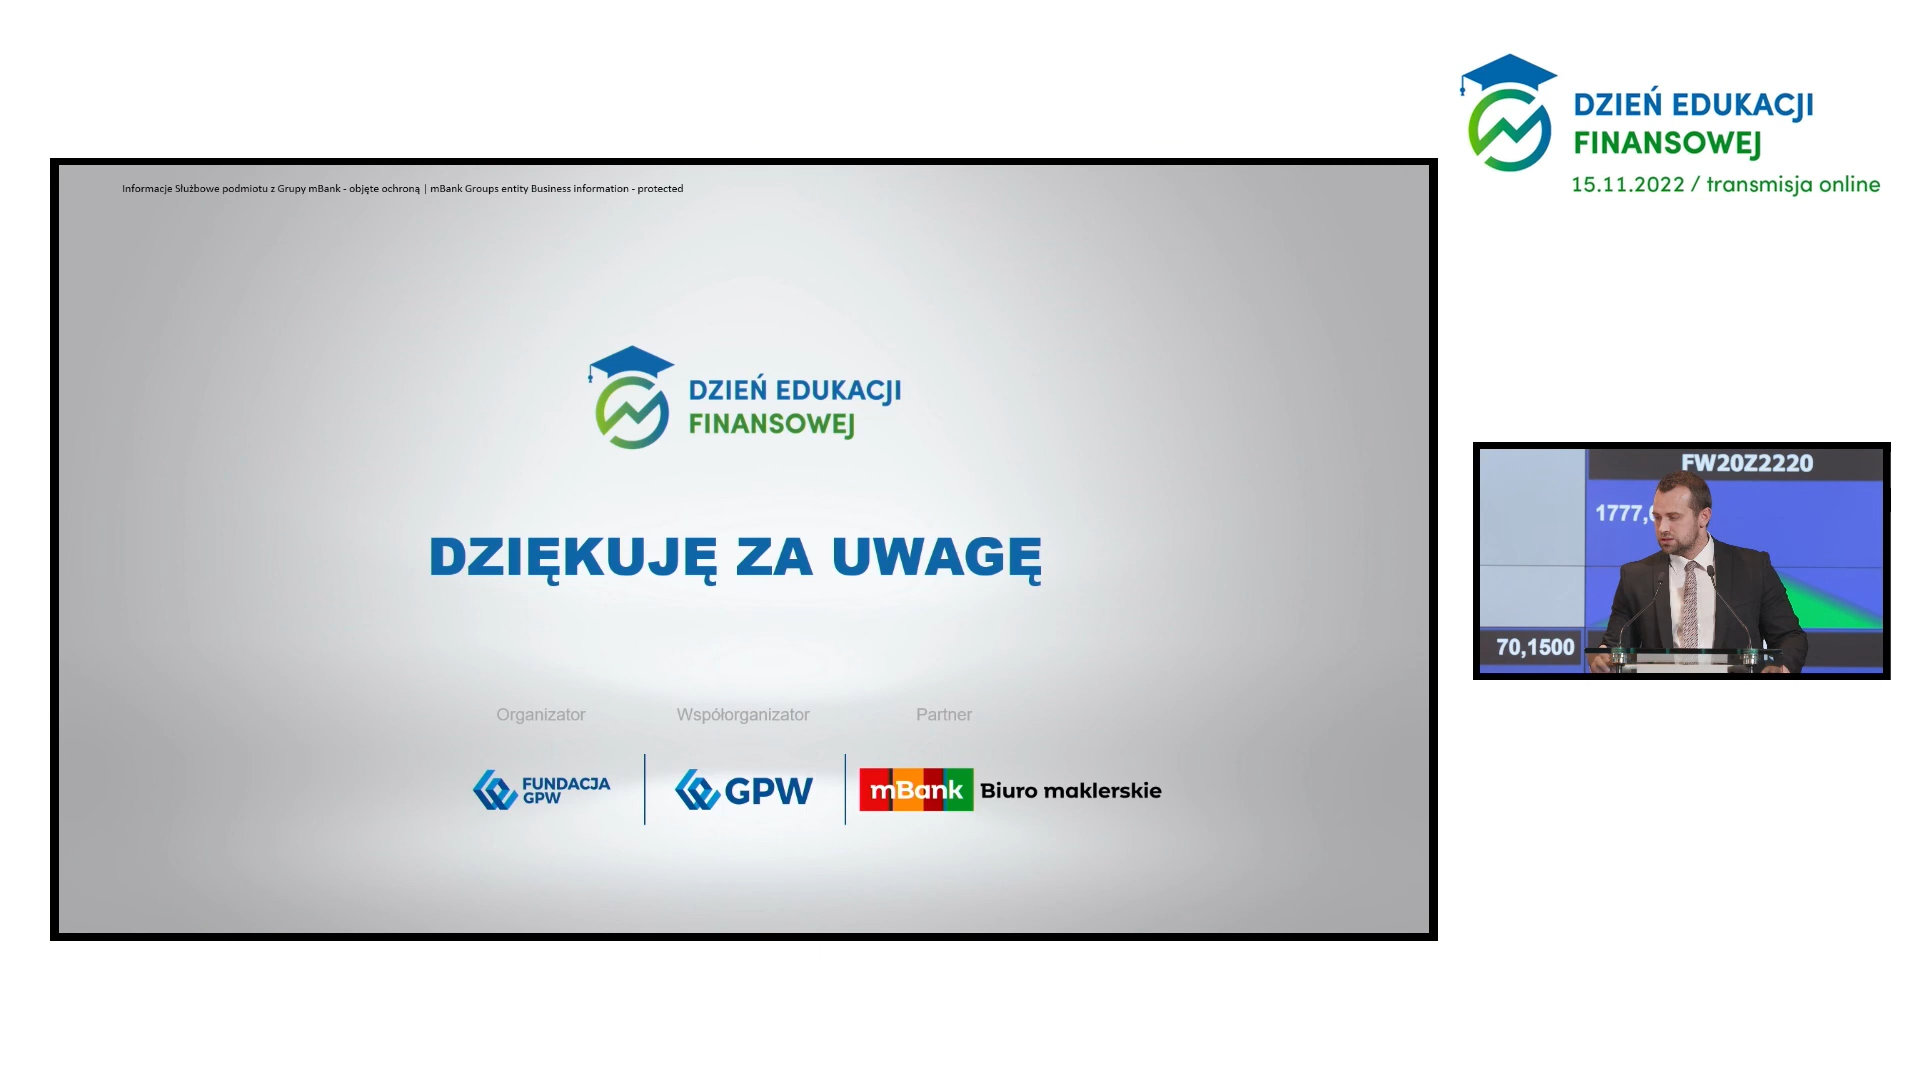 DZIEŃ EDUKACJI
FINANSOWEJ
15.11.2022 / transmisja online
Informacje Służbowe podmiotu z Grupy mBank - objęte ochroną | mBank Groups entity Business information - protected
DZIEŃ EDUKACJI
FINANSOWEJ
DZIĘKUJĘ ZA UWAGĘ
Organizator Współorganizator Partner
FUNDACJA
GPW
GPW
mBank Biuro maklerskie
FW20Z2220
1777,
70,1500